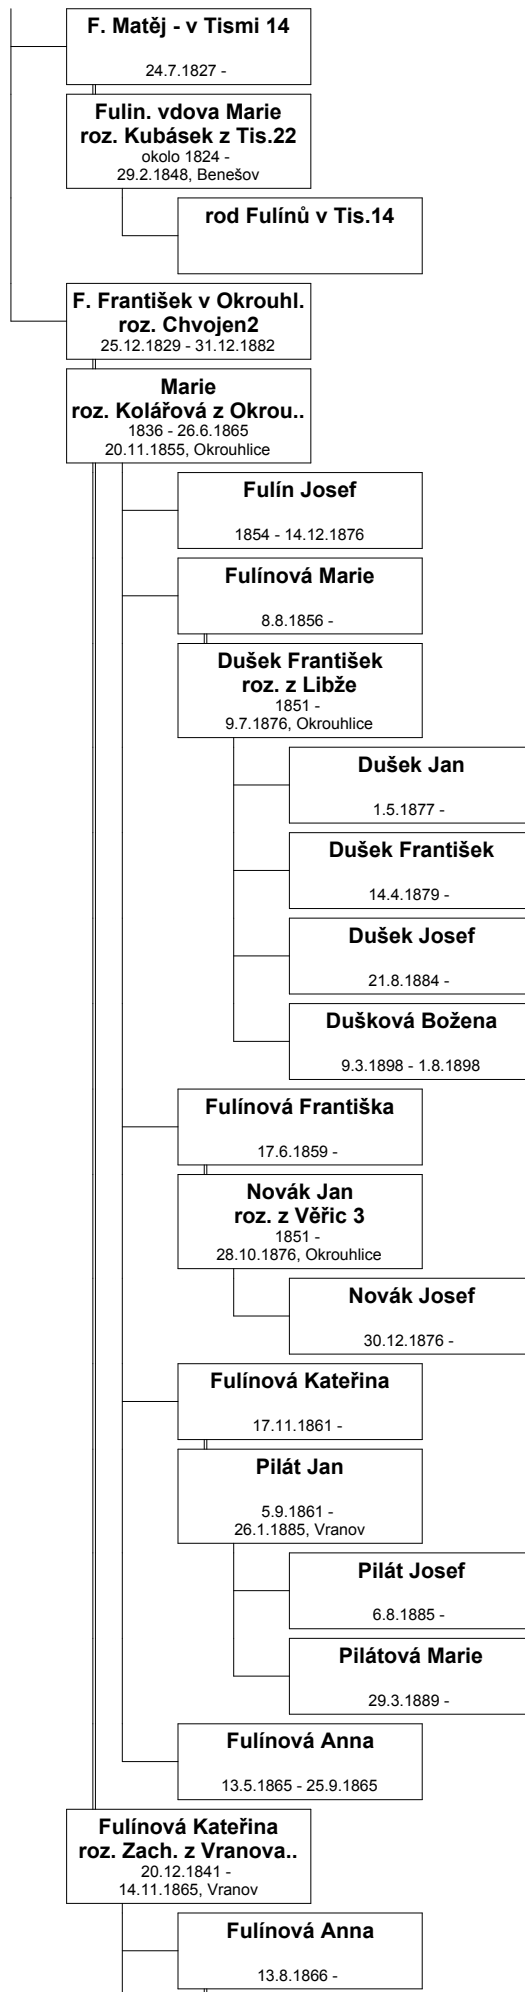 F. Matěj - v Tismi 14
24.7.1827 -
Fulin. vdova Marie
roz. Kubásek z Tis.22
okolo 1824 -
29.2.1848, Benešov
rod Fulínů v Tis.14
F. František v Okrouhl.
roz. Chvojen2
25.12.1829 - 31.12.1882
Marie
roz. Kolářová z Okrou..
1836 - 26.6.1865
20.11.1855, Okrouhlice
Fulín Josef
1854 - 14.12.1876
Fulínová Marie
8.8.1856 -
Dušek František
roz. z Libže
1851 -
9.7.1876, Okrouhlice
Dušek Jan
1.5.1877 -
Dušek František
14.4.1879 -
Dušek Josef
21.8.1884 -
Dušková Božena
9.3.1898 - 1.8.1898
Fulínová Františka
17.6.1859 -
Novák Jan
roz. z Věřic 3
1851 -
28.10.1876, Okrouhlice
Novák Josef
30.12.1876 -
Fulínová Kateřina
17.11.1861 -
Pilát Jan
5.9.1861 -
26.1.1885, Vranov
Pilát Josef
6.8.1885 -
Pilátová Marie
29.3.1889 -
Fulínová Anna
13.5.1865 - 25.9.1865
Fulínová Kateřina
roz. Zach. z Vranova..
20.12.1841 -
14.11.1865, Vranov
Fulínová Anna
13.8.1866 -